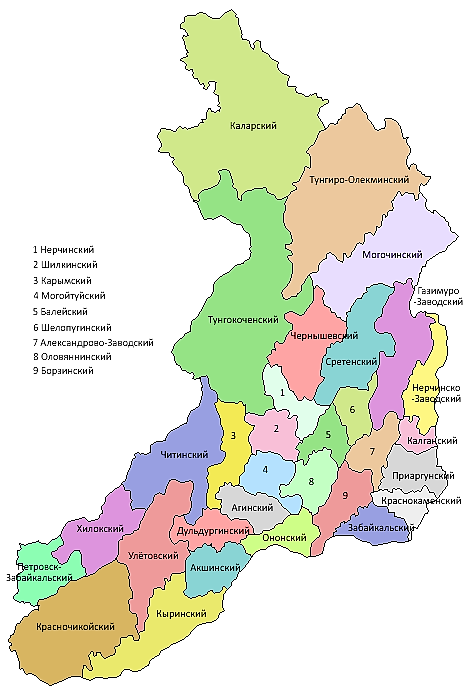 Каларский
Тунгиро-Олекминский
Могочинский
1 Нерчинский
2 Шилкинский
3 Карымский
4 Могойтуйский
5 Балейский
6 Шелопугинский
7 Александрово-Заводский
8 Оловяннинский
9 Борзинский
Газимуро
-Заводский
Тунгокоченский
Чернышевский
Сретенский
Нерчинско
-Заводский
1
2
3
4
5
6
7
8
9
Калганский
Читинский
Приаргунский
Краснокаменский
Агинский
Забайкальский
Хилокский
Дульдургинский
Ононский
Улётовский
Акшинский
Петровск-
Забайкальский
Кыринский
Красночикойский